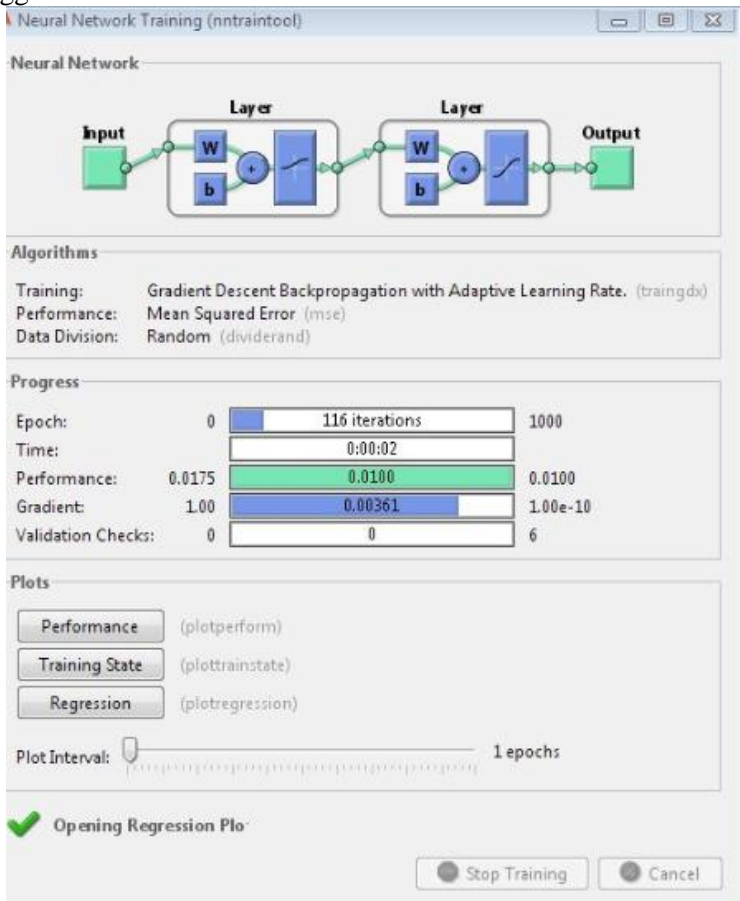 Neural Network Training (nntraintool)
Neural Network
Layer Layer
Input Output
W W
+ +
b b
Algorithms
Training: Gradient Descent Backpropagation with Adaptive Learning Rate. (traingdx)
Performance: Mean Squared Error (mse)
Data Division: Random (dividerand)
Progress
Epoch: 0 116 iterations 1000
Time: 0:00:02
Performance: 0.0175 0.0100 0.0100
Gradient: 1.00 0.00361 1.00e-10
Validation Checks: 0 0 6
Plots
Performance (plotperform)
Training State (plottrainstate)
Regression (plotregression)
Plot Interval: 1 epochs
Opening Regression Plo
Stop Training Cancel